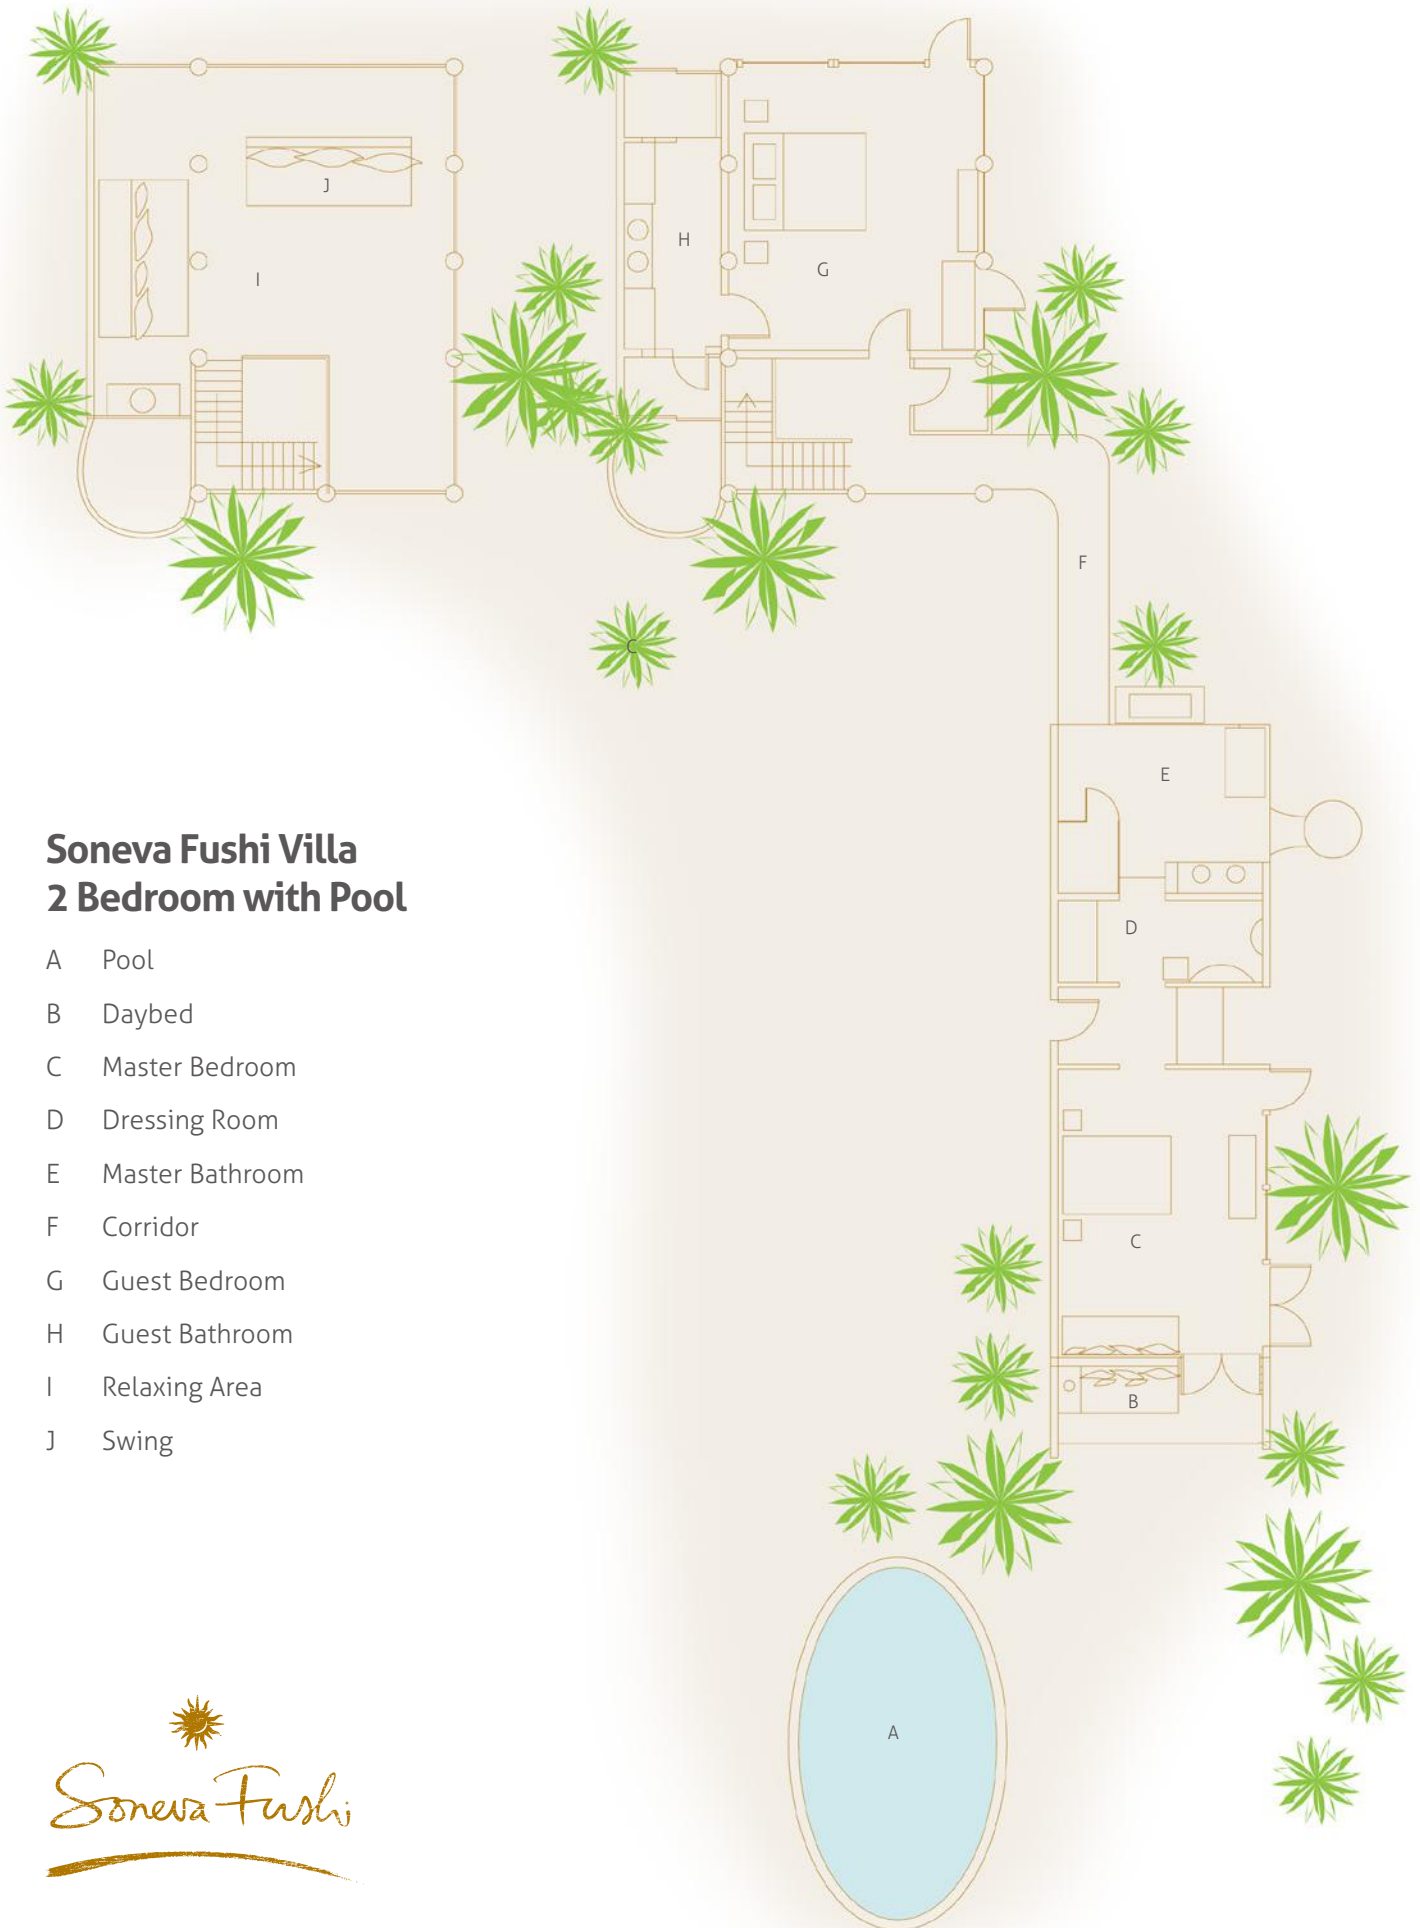 J
H
G
I
F
C
E
D
C
B
A
Soneva Fushi Villa
2 Bedroom with Pool
A Pool
B Daybed
C Master Bedroom
D Dressing Room
E Master Bathroom
F Corridor
G Guest Bedroom
H Guest Bathroom
I Relaxing Area
J Swing
Soneva Fushi